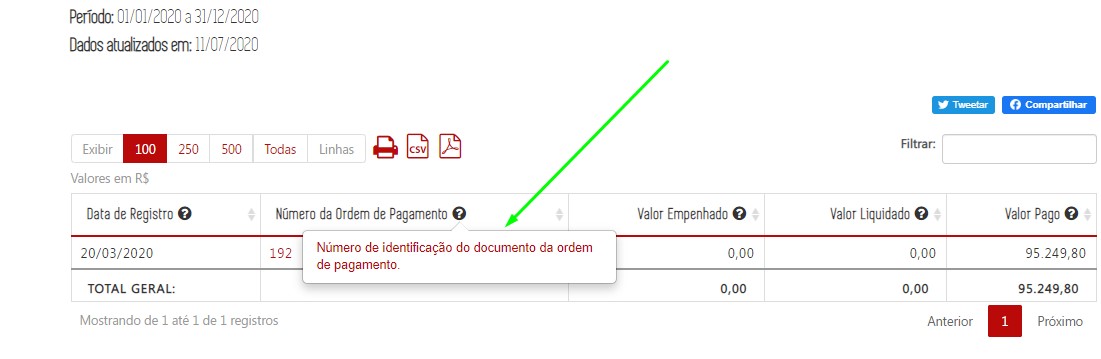 Período: 01/01/2020 a 31/12/2020
Dados atualizados em: 11/07/2020
Tweetar Compartilhar
Exibir 100 250 500 Todas Linhas CSV Filtrar:
Valores em R$
Data de Registro ? Número da Ordem de Pagamento ? Valor Empenhado ? Valor Liquidado ? Valor Pago ?
Número de identificação do documento da ordem
de pagamento.
20/03/2020 192 0,00 0,00 95.249,80
TOTAL GERAL: 0,00 0,00 95.249,80
Mostrando de 1 até 1 de 1 registros Anterior 1 Próximo